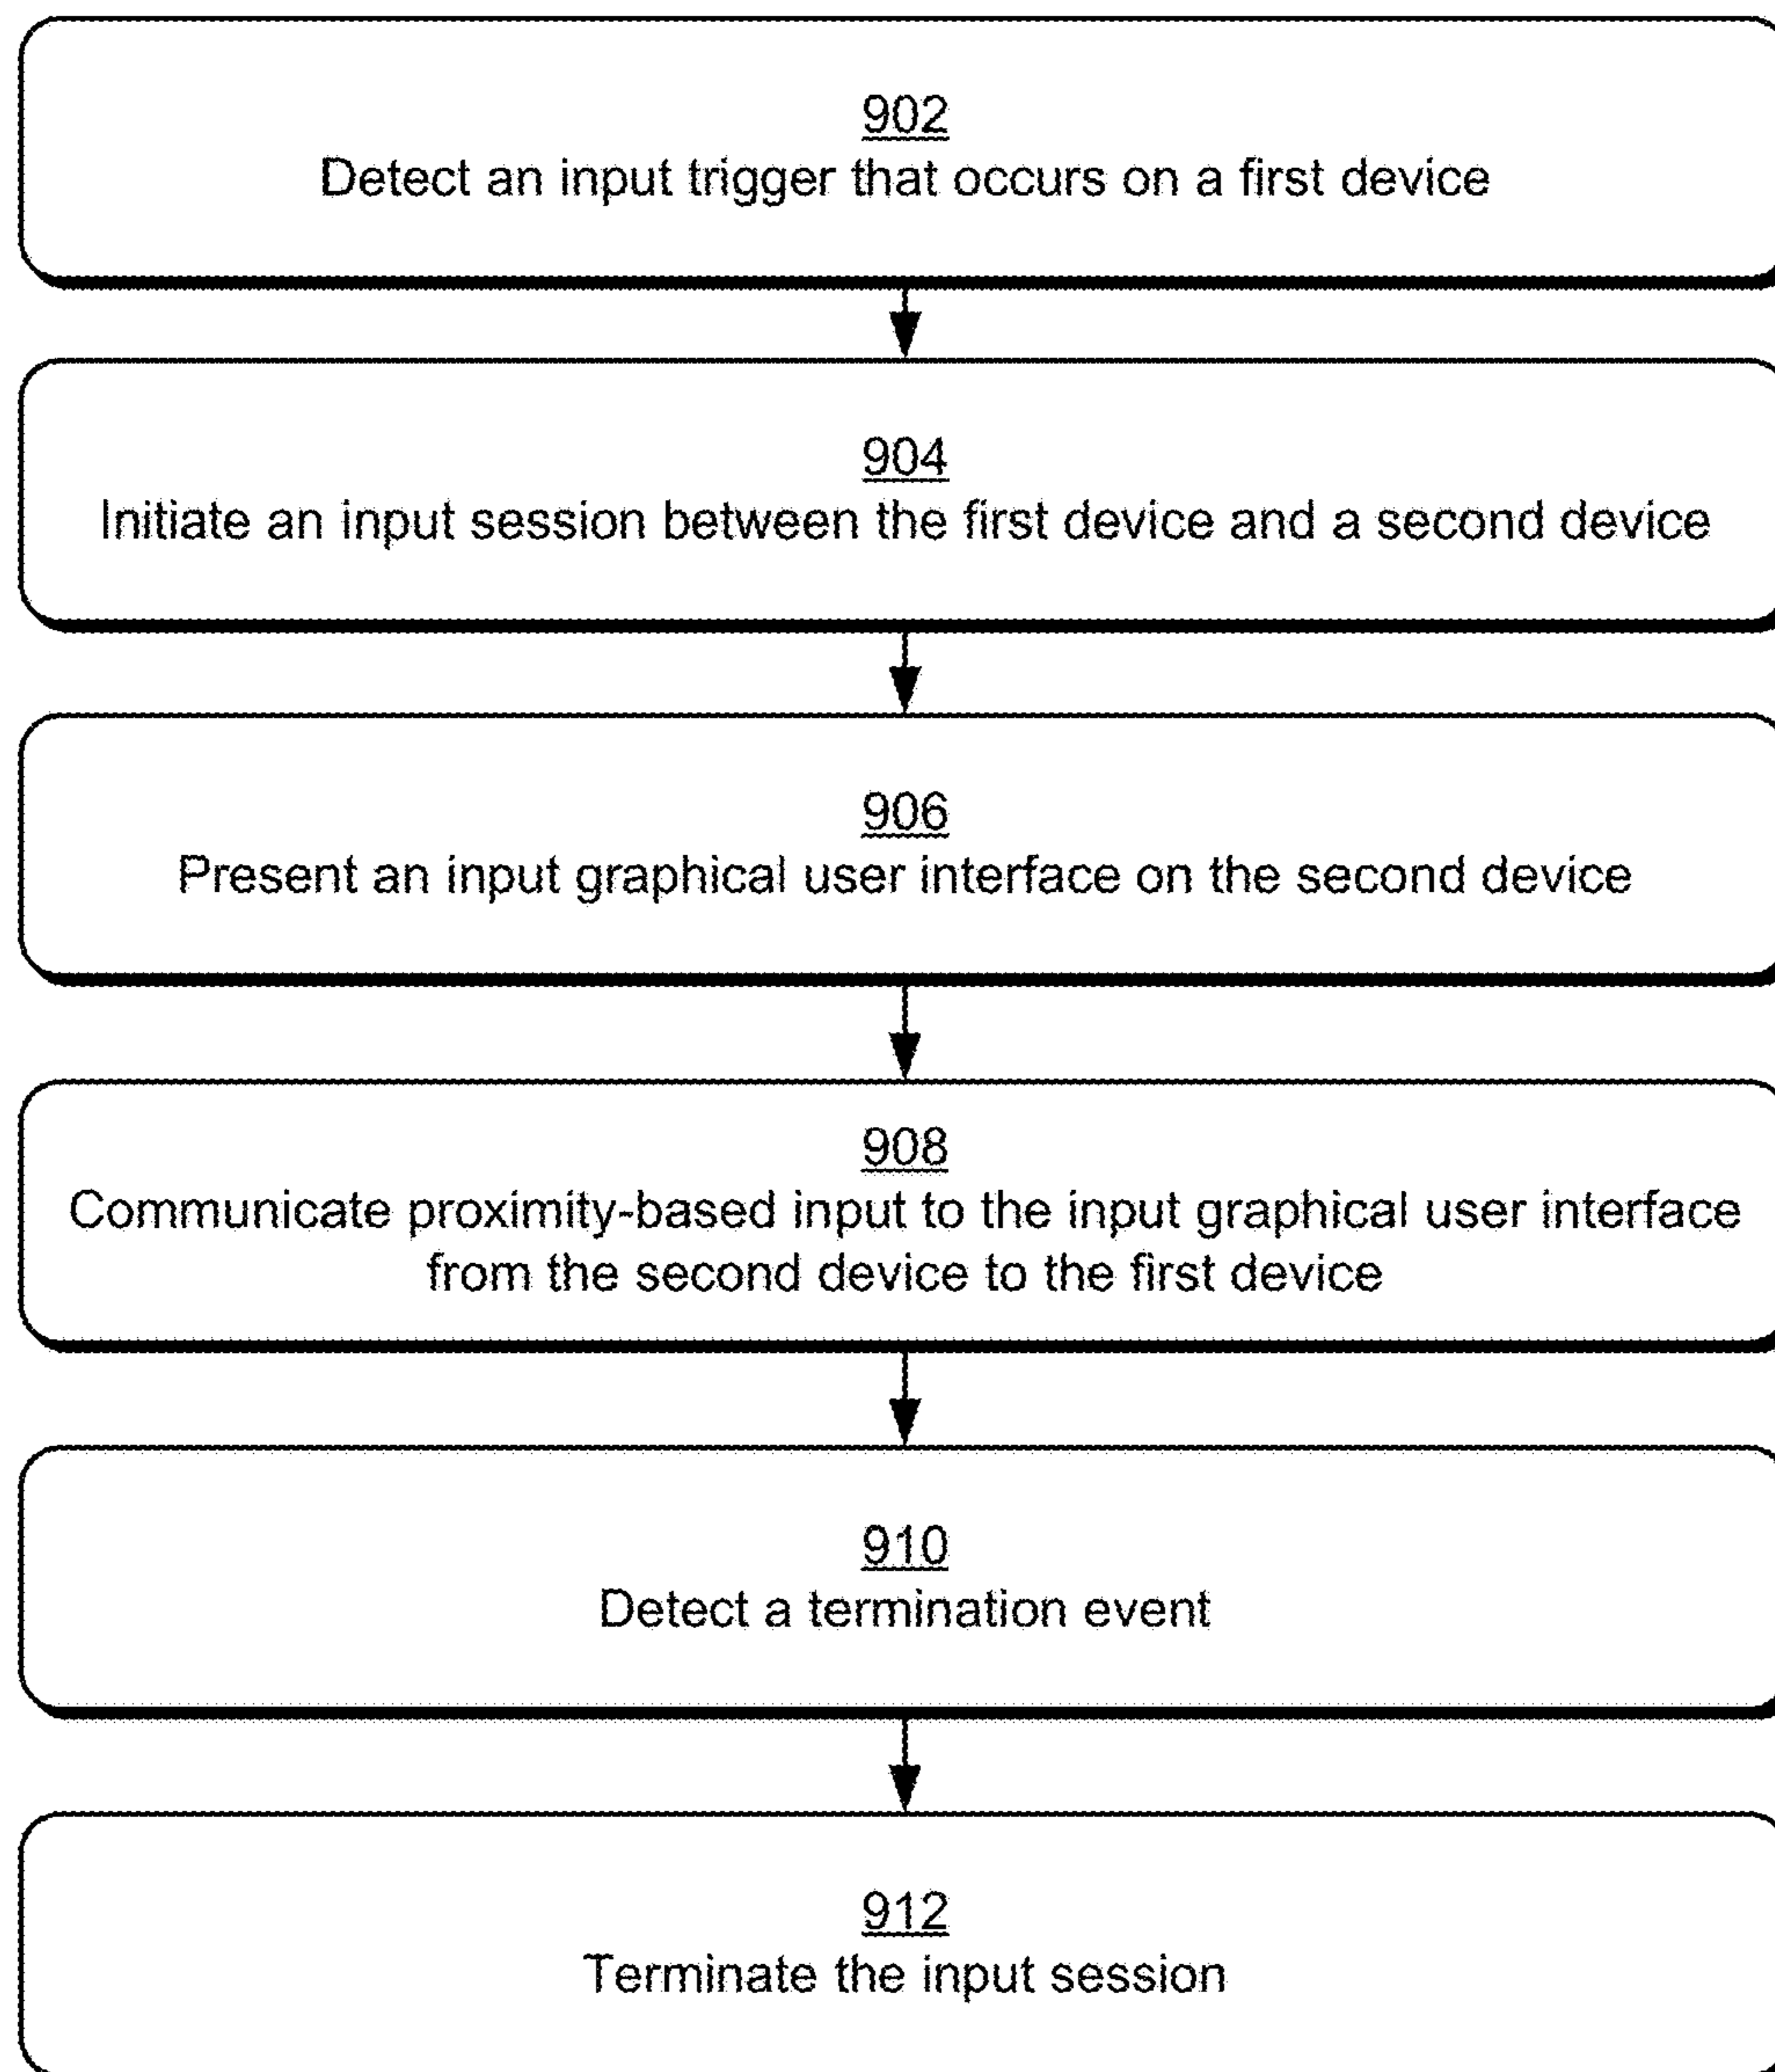 902
Detect an input trigger that occurs on a first device
904
Initiate an input session between the first device and a second device
906
Present an input graphical user interface on the second device
908
Communicate proximity-based input to the input graphical user interface
from the second device to the first device
910
Detect a termination event
912
Terminate the input session